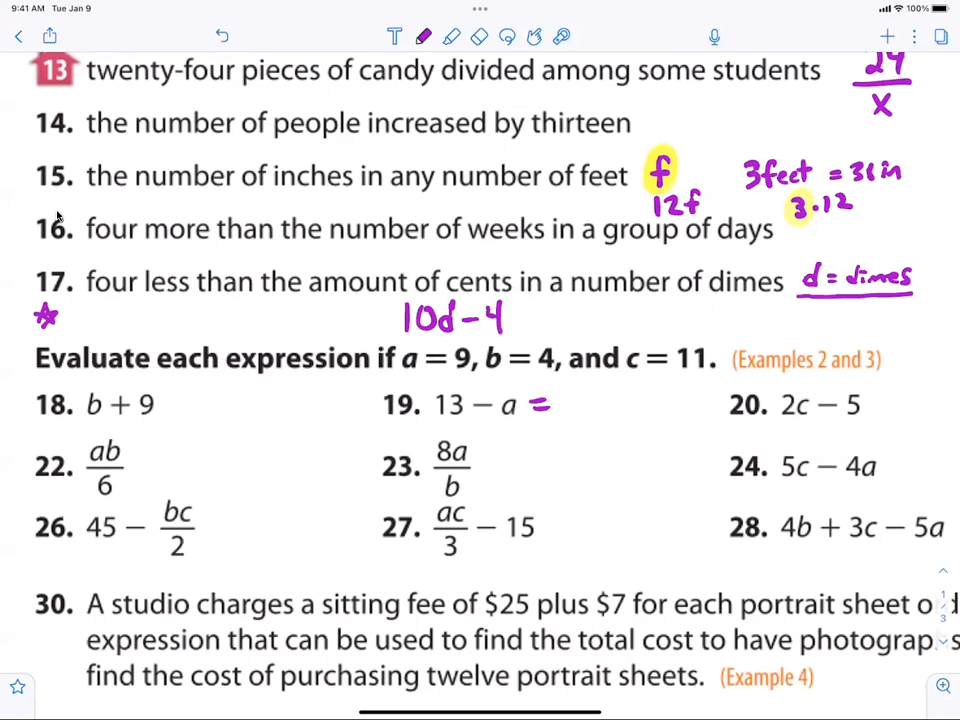 9:41 AM Tue Jan 9
100%
T
13 twenty-four pieces of candy divided among some students 24
x
14. the number of people increased by thirteen
15. the number of inches in any number of feet f 3feet = 36in
12f 3·12
16. four more than the number of weeks in a group of days
17. four less than the amount of cents in a number of dimes d = dimes
10d-4
Evaluate each expression if a = 9, b = 4, and c = 11. (Examples 2 and 3)
18. b + 9 19. 13 − a = 20. 2c − 5
22. ab/6 23. 8a/b 24. 5c − 4a
26. 45 − bc/2 27. ac/3 − 15 28. 4b + 3c − 5a
30. A studio charges a sitting fee of $25 plus $7 for each portrait sheet
expression that can be used to find the total cost to have
find the cost of purchasing twelve portrait sheets. (Example 4)
1
3